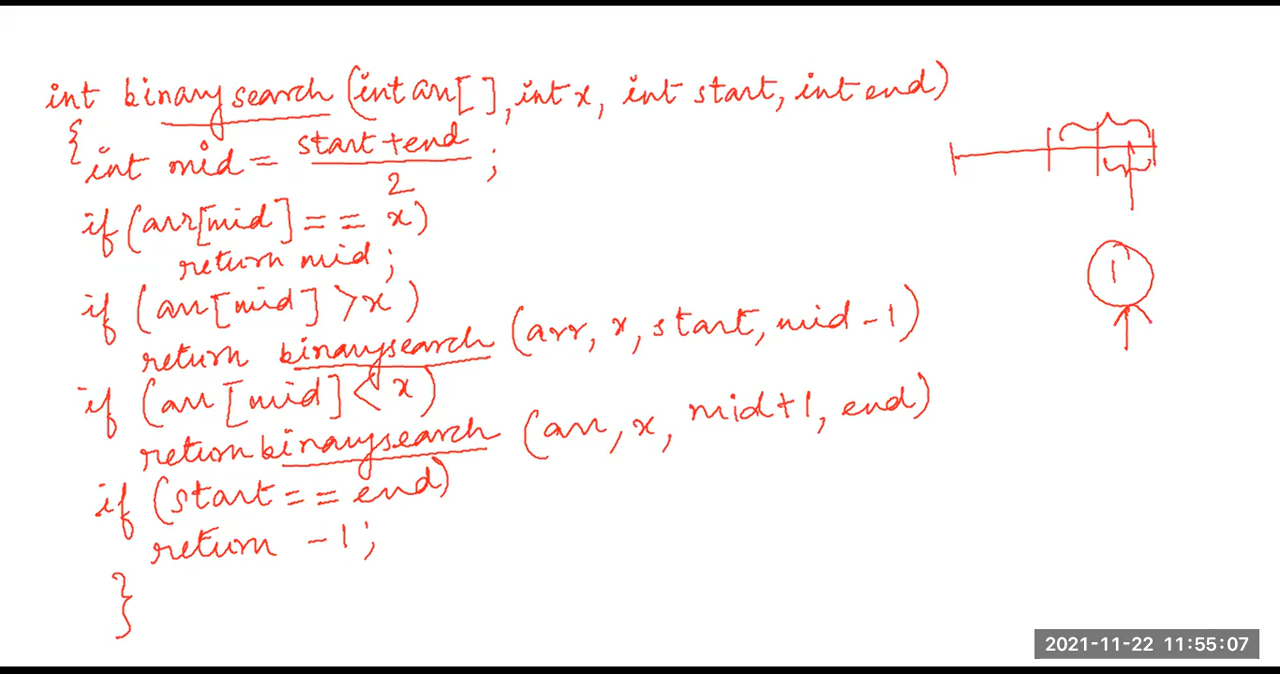 int binarysearch (int arr[], int x, int start, int end)
{
int mid = start + end
2 ;
if (arr[mid] == x)
return mid ;
if (arr[mid] > x)
return binarysearch (arr, x, start, mid - 1)
if (arr[mid] < x)
return binarysearch (arr, x, mid + 1, end)
if (start == end)
return -1;
}
1
2021-11-22 11:55:07